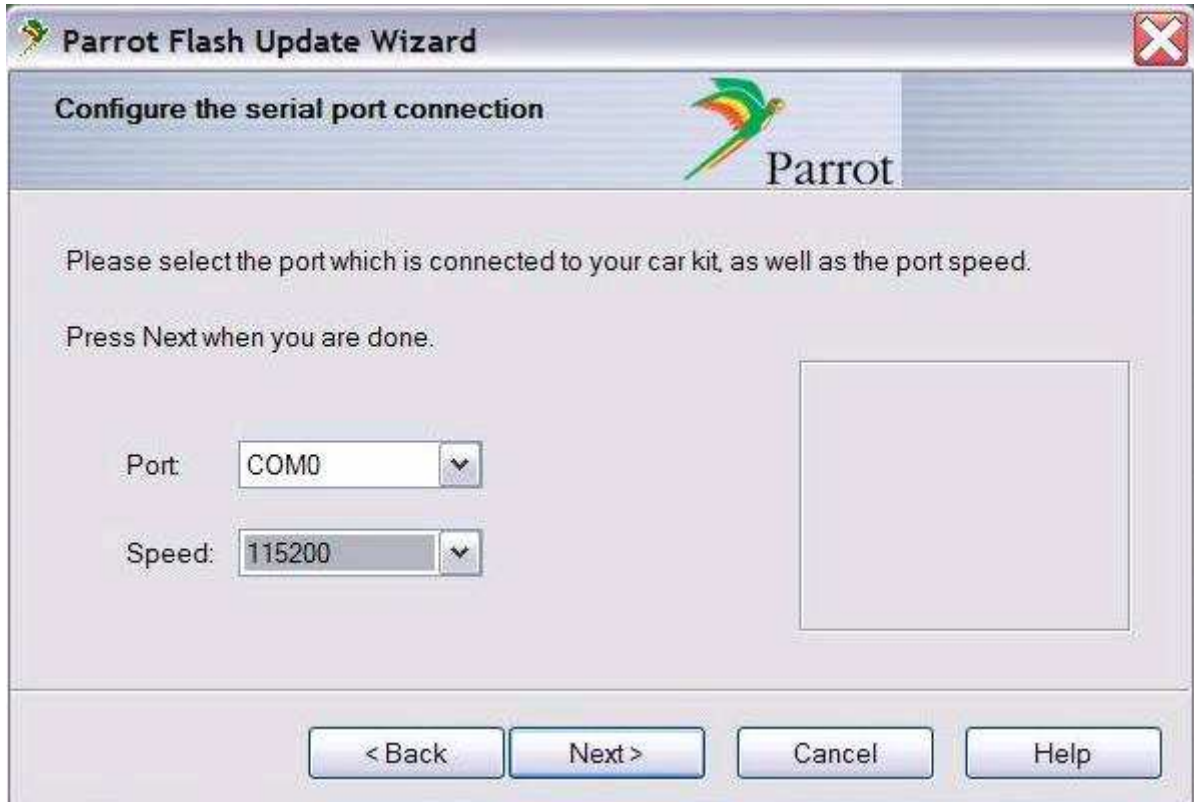 Parrot Flash Update Wizard
Configure the serial port connection
Parrot
Please select the port which is connected to your car kit, as well as the port speed.
Press Next when you are done.
Port: COM0
Speed: 115200
< Back Next > Cancel Help